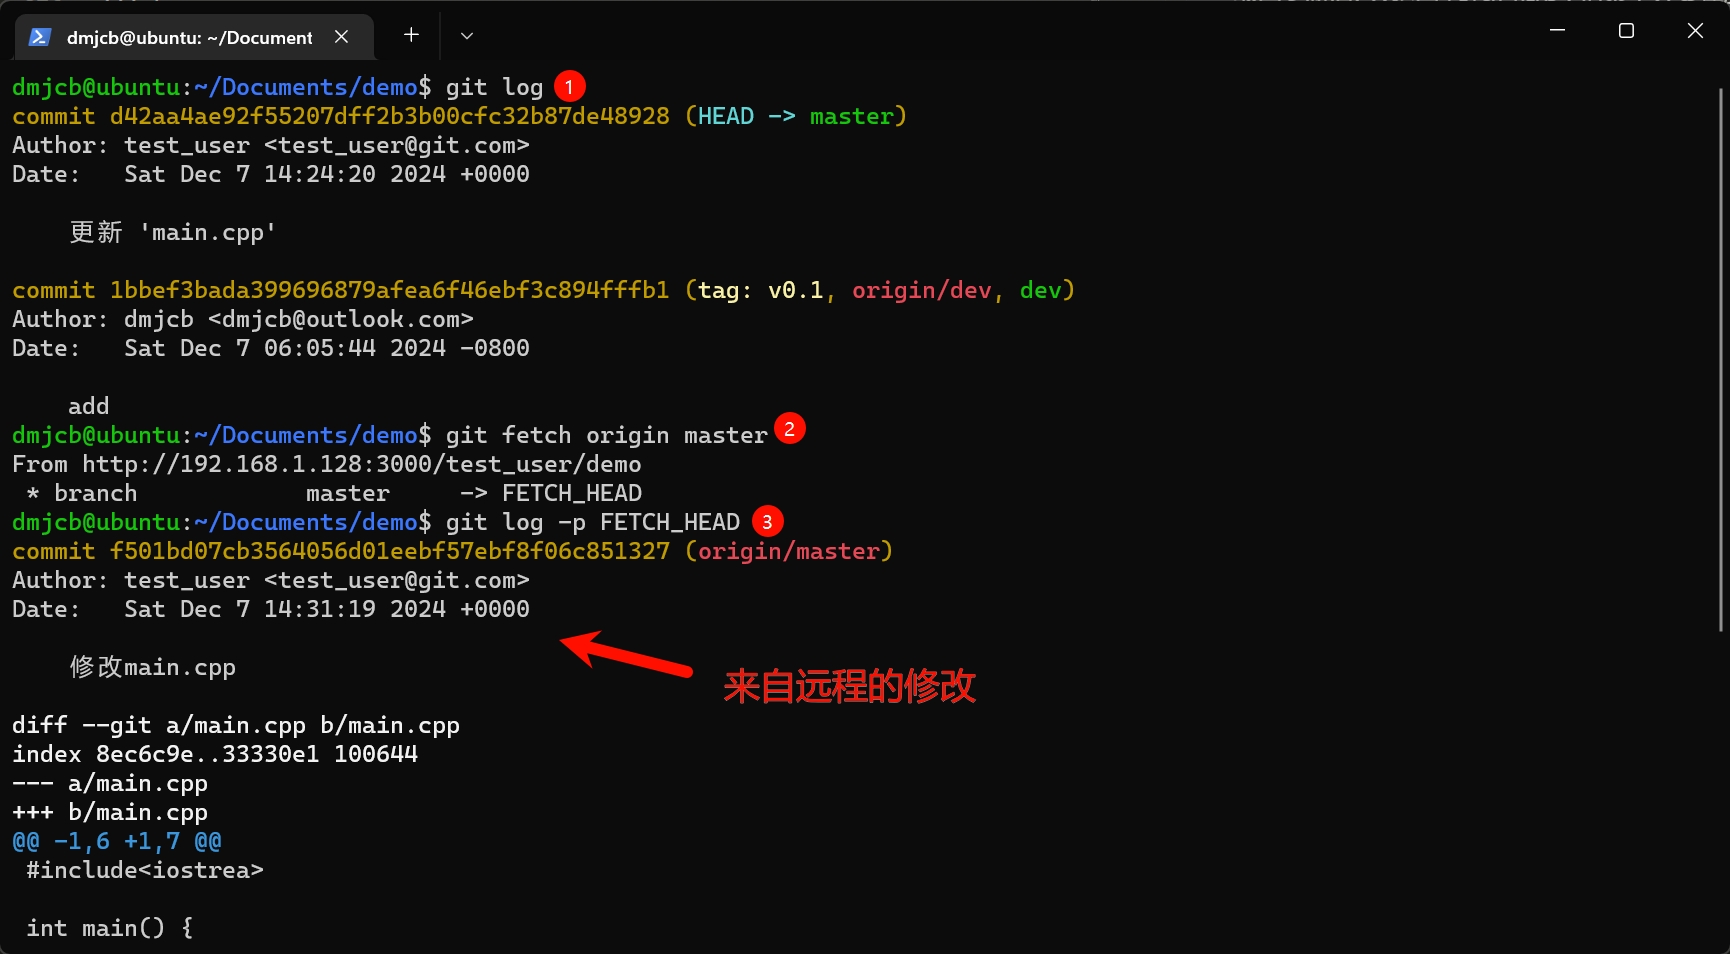 dmjcb@ubuntu: ~/Document
dmjcb@ubuntu:~/Documents/demo$ git log 1
commit d42aa4ae92f55207dff2b3b00cfc32b87de48928 (HEAD -> master)
Author: test_user <test_user@git.com>
Date:   Sat Dec 7 14:24:20 2024 +0000
更新 'main.cpp'
commit 1bbef3bada399696879afea6f46ebf3c894fffb1 (tag: v0.1, origin/dev, dev)
Author: dmjcb <dmjcb@outlook.com>
Date:   Sat Dec 7 06:05:44 2024 -0800
add
dmjcb@ubuntu:~/Documents/demo$ git fetch origin master 2
From http://192.168.1.128:3000/test_user/demo
* branch            master     -> FETCH_HEAD
dmjcb@ubuntu:~/Documents/demo$ git log -p FETCH_HEAD 3
commit f501bd07cb3564056d01eebf57ebf8f06c851327 (origin/master)
Author: test_user <test_user@git.com>
Date:   Sat Dec 7 14:31:19 2024 +0000
修改main.cpp
来自远程的修改
diff --git a/main.cpp b/main.cpp
index 8ec6c9e..33330e1 100644
--- a/main.cpp
+++ b/main.cpp
@@ -1,6 +1,7 @@
#include<iostrea>
int main() {